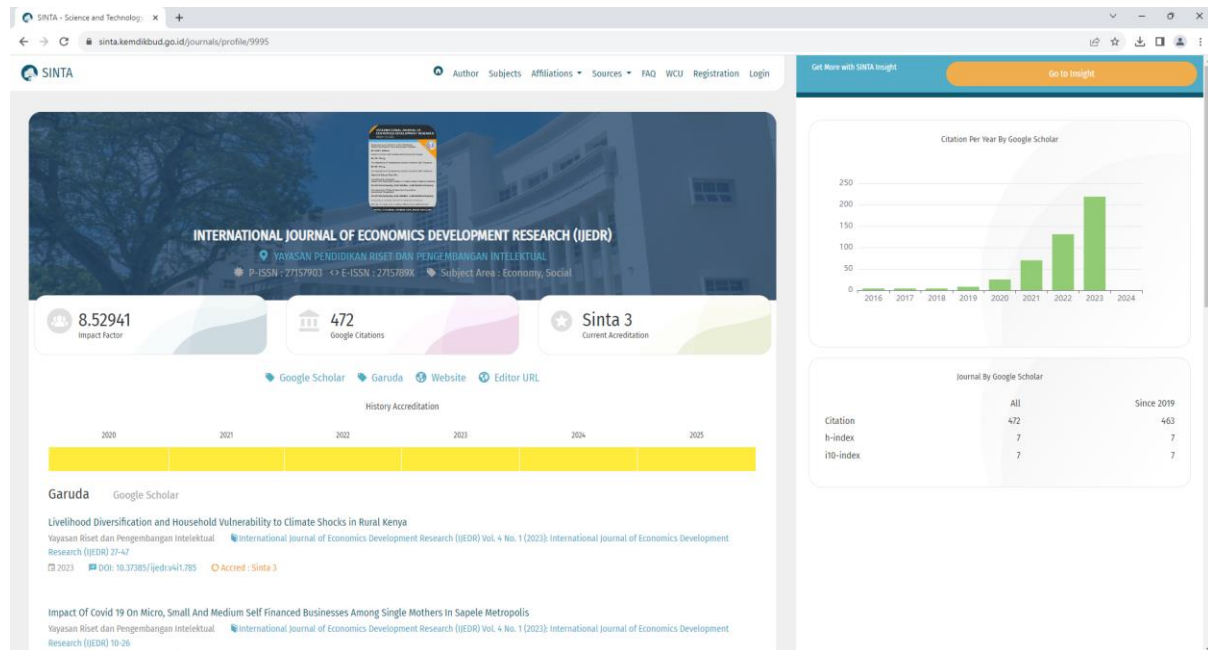 SINTA - Science and Technology
sinta.kemdikbud.go.id/journals/profile/9995
SINTA
Author Subjects Affiliations Sources FAQ WCU Registration Login
Get More with SINTA Insight
Go to Insight
INTERNATIONAL JOURNAL OF ECONOMICS DEVELOPMENT RESEARCH (IJEDR)
YAYASAN PENDIDIKAN RISET DAN PENGEMBANGAN INTELEKTUAL
P-ISSN : 27157903 <> E-ISSN : 2715789X Subject Area : Economy, Social
8.52941
Impact Factor
472
Google Citations
Sinta 3
Current Acreditation
Google Scholar Garuda Website Editor URL
History Accreditation
2020 2021 2022 2023 2024 2025
Garuda Google Scholar
Livelihood Diversification and Household Vulnerability to Climate Shocks in Rural Kenya
Yayasan Riset dan Pengembangan Intelektual International Journal of Economics Development Research (IJEDR) Vol. 4 No. 1 (2023): International Journal of Economics Development
Research (IJEDR) 27-47
2023 DOI: 10.37385/ijedr.v4i1.785 Accred : Sinta 3
Impact Of Covid 19 On Micro, Small And Medium Self Financed Businesses Among Single Mothers In Sapele Metropolis
Yayasan Riset dan Pengembangan Intelektual International Journal of Economics Development Research (IJEDR) Vol. 4 No. 1 (2023): International Journal of Economics Development
Research (IJEDR) 10-26
Citation Per Year By Google Scholar
250
200
150
100
50
0
2016 2017 2018 2019 2020 2021 2022 2023 2024
Journal By Google Scholar
All Since 2019
Citation 472 463
h-index 7 7
i10-index 7 7